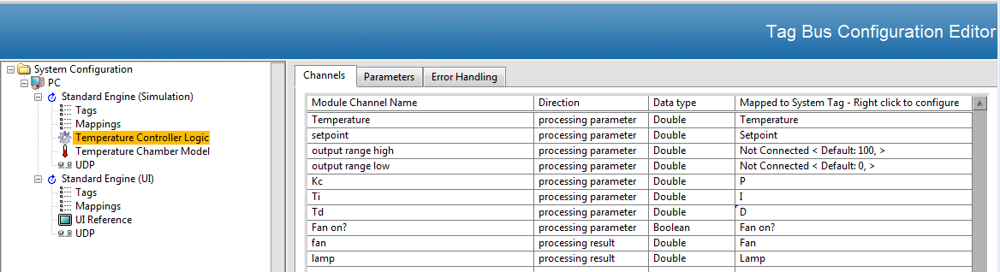 Tag Bus Configuration Editor
System Configuration
PC
Standard Engine (Simulation)
Tags
Mappings
Temperature Controller Logic
Temperature Chamber Model
UDP
Standard Engine (UI)
Tags
Mappings
UI Reference
UDP
Channels Parameters Error Handling
Module Channel Name Direction Data type Mapped to System Tag - Right click to configure
Temperature processing parameter Double Temperature
setpoint processing parameter Double Setpoint
output range high processing parameter Double Not Connected < Default: 100, >
output range low processing parameter Double Not Connected < Default: 0, >
Kc processing parameter Double P
Ti processing parameter Double I
Td processing parameter Double D
Fan on? processing parameter Boolean Fan on?
fan processing result Double Fan
lamp processing result Double Lamp